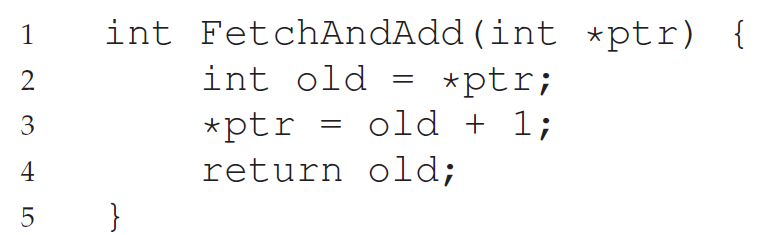 1 int FetchAndAdd(int *ptr) {
2 int old = *ptr;
3 *ptr = old + 1;
4 return old;
5 }